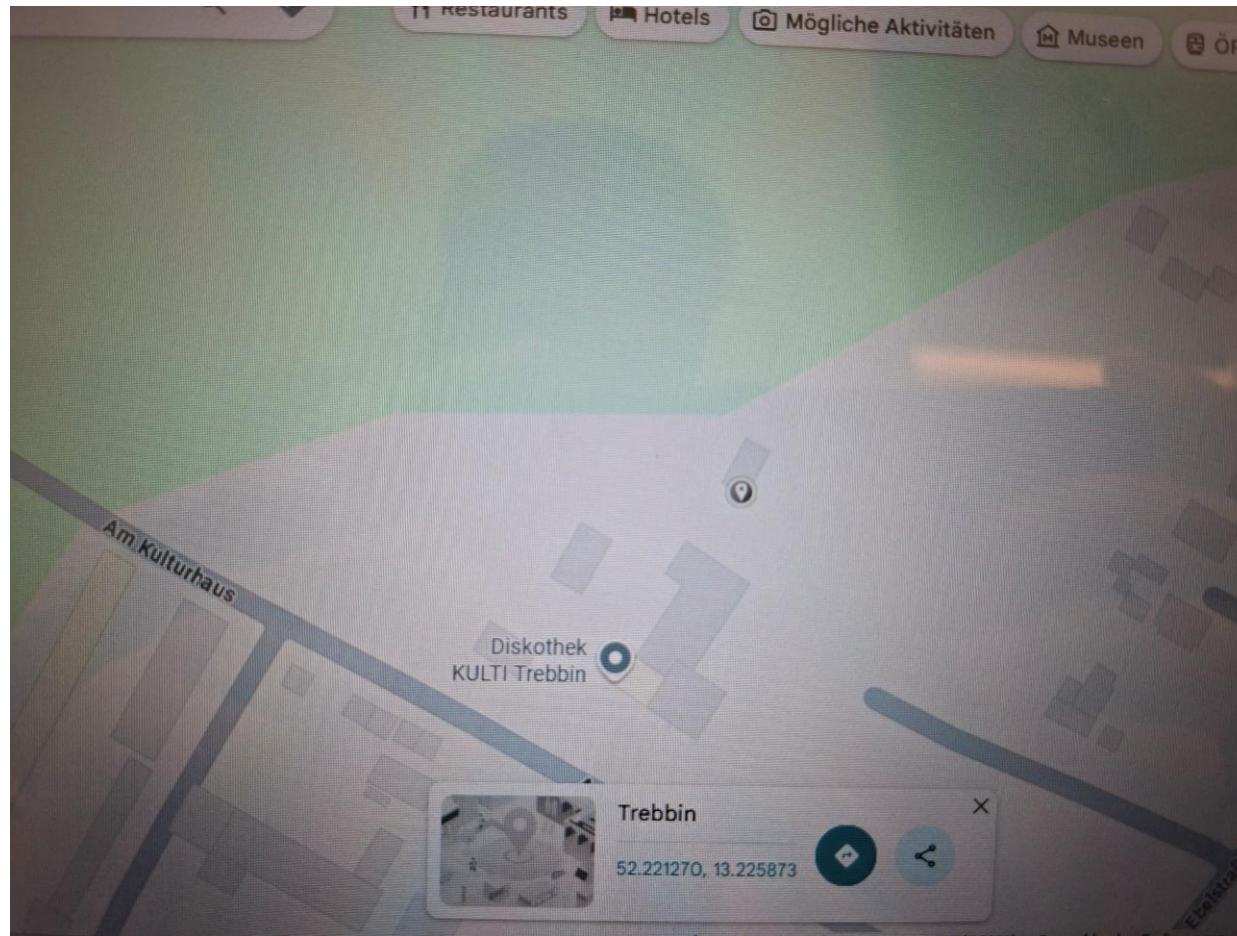 Restaurants
Hotels
Mögliche Aktivitäten
Museen
Am Kulturhaus
Diskothek
KULTI Trebbin
Trebbin
52.221270, 13.225873